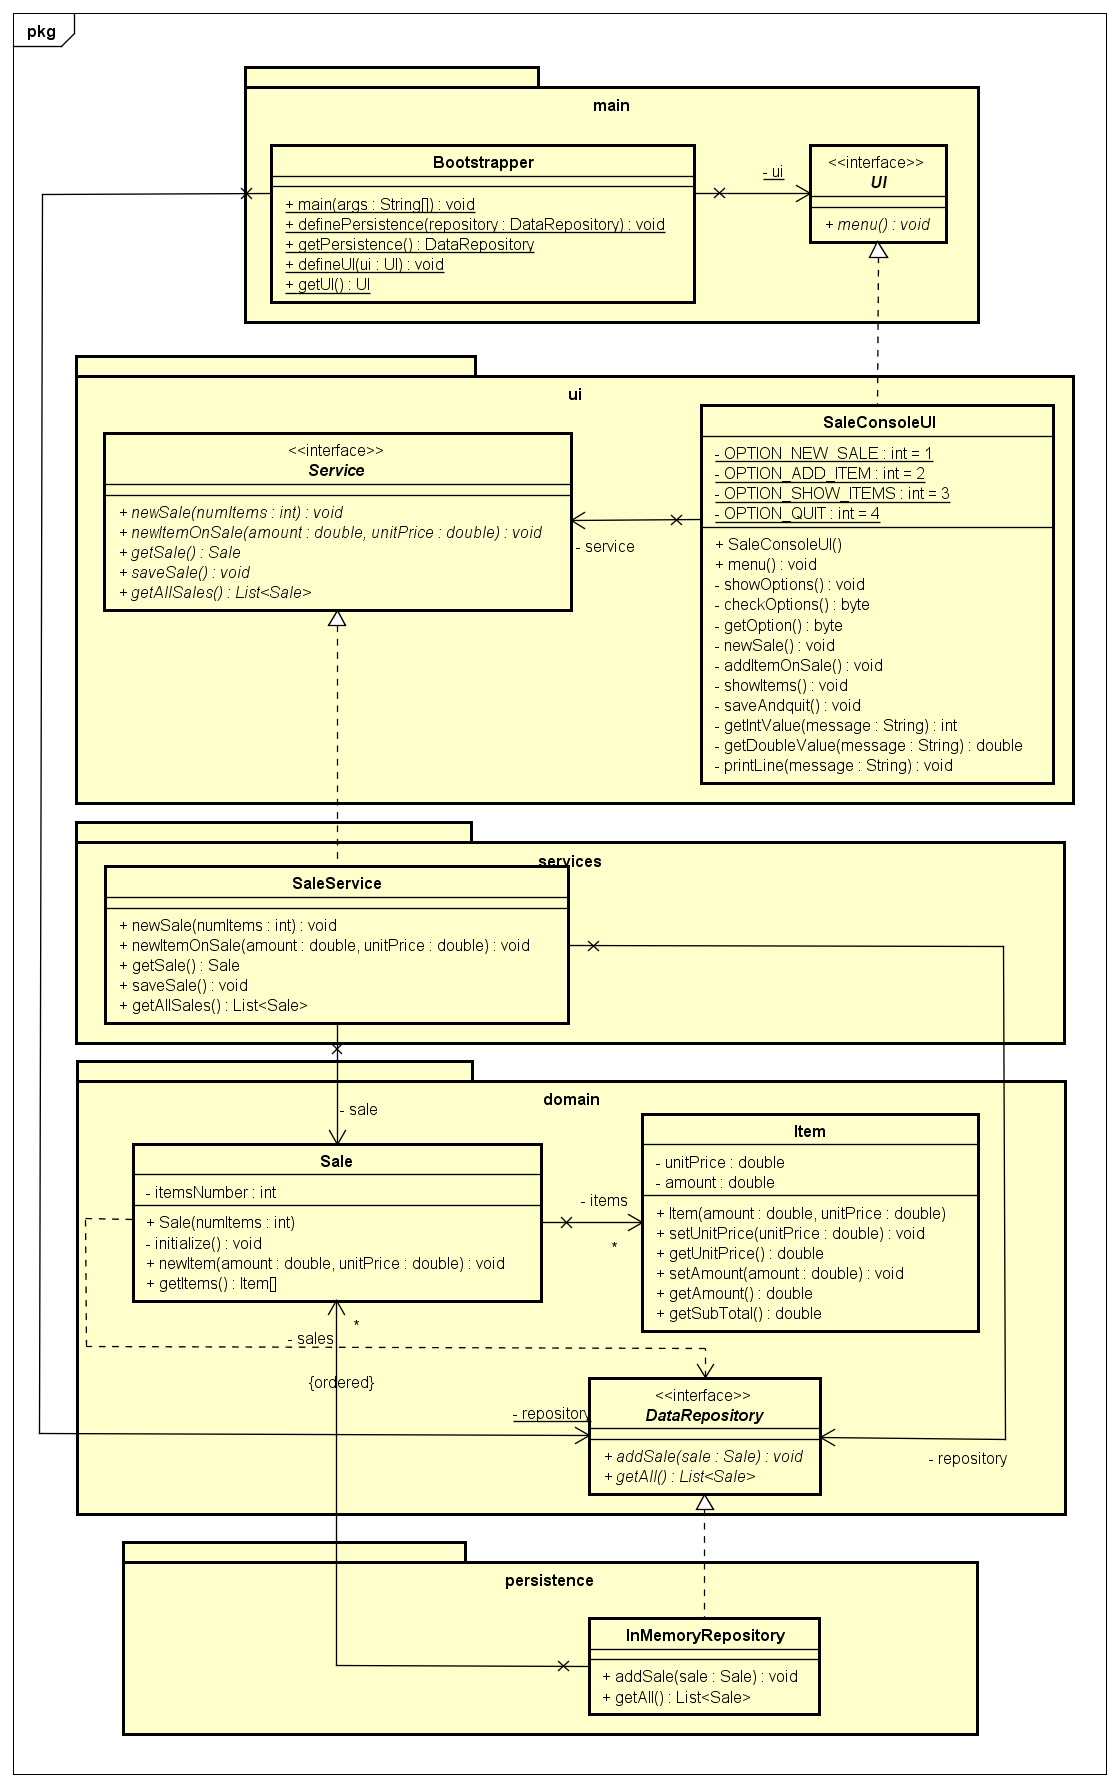 pkg
main
Bootstrapper
+ main(args : String[]) : void
+ definePersistence(repository : DataRepository) : void
+ getPersistence() : DataRepository
+ defineUI(ui : UI) : void
+ getUI() : UI
- ui
<<interface>>
UI
+ menu() : void
ui
<<interface>>
Service
+ newSale(numItems : int) : void
+ newItemOnSale(amount : double, unitPrice : double) : void
+ getSale() : Sale
+ saveSale() : void
+ getAllSales() : List<Sale>
- service
SaleConsoleUI
- OPTION_NEW_SALE : int = 1
- OPTION_ADD_ITEM : int = 2
- OPTION_SHOW_ITEMS : int = 3
- OPTION_QUIT : int = 4
+ SaleConsoleUI()
+ menu() : void
- showOptions() : void
- checkOptions() : byte
- getOption() : byte
- newSale() : void
- addItemOnSale() : void
- showItems() : void
- saveAndquit() : void
- getIntValue(message : String) : int
- getDoubleValue(message : String) : double
- printLine(message : String) : void
services
SaleService
+ newSale(numItems : int) : void
+ newItemOnSale(amount : double, unitPrice : double) : void
+ getSale() : Sale
+ saveSale() : void
+ getAllSales() : List<Sale>
domain
- sale
Sale
- itemsNumber : int
+ Sale(numItems : int)
- initialize() : void
+ newItem(amount : double, unitPrice : double) : void
+ getItems() : Item[]
- items
*
Item
- unitPrice : double
- amount : double
+ Item(amount : double, unitPrice : double)
+ setUnitPrice(unitPrice : double) : void
+ getUnitPrice() : double
+ setAmount(amount : double) : void
+ getAmount() : double
+ getSubTotal() : double
*
- sales
{ordered}
- repository
<<interface>>
DataRepository
+ addSale(sale : Sale) : void
+ getAll() : List<Sale>
- repository
persistence
InMemoryRepository
+ addSale(sale : Sale) : void
+ getAll() : List<Sale>